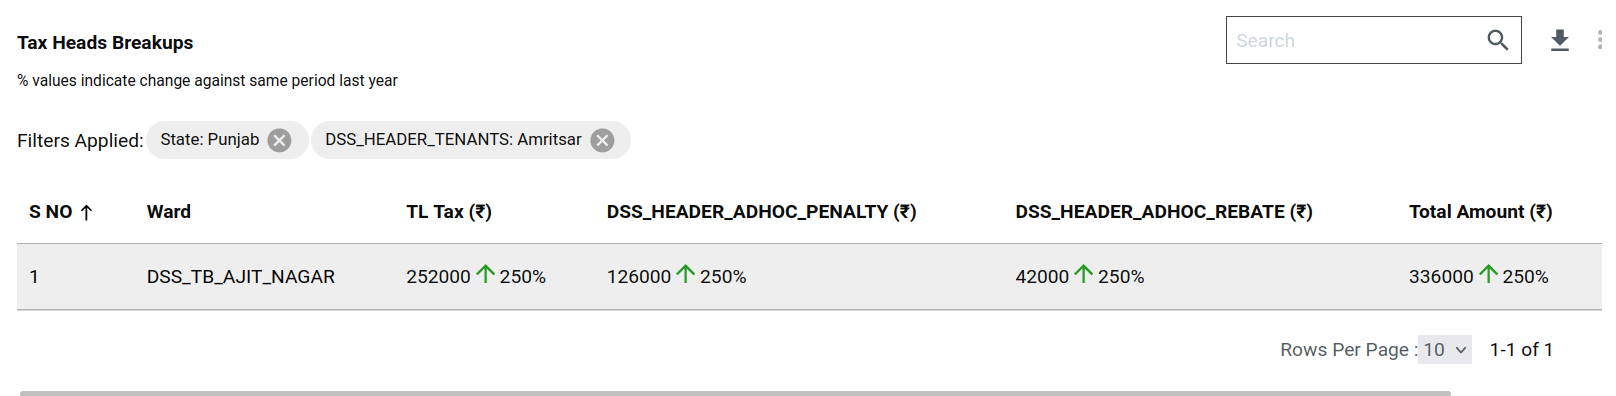 Tax Heads Breakups
Search
% values indicate change against same period last year
Filters Applied: State: Punjab DSS_HEADER_TENANTS: Amritsar
S NO Ward TL Tax (₹) DSS_HEADER_ADHOC_PENALTY (₹) DSS_HEADER_ADHOC_REBATE (₹) Total Amount (₹)
1 DSS_TB_AJIT_NAGAR 252000 250% 126000 250% 42000 250% 336000 250%
Rows Per Page : 10 1-1 of 1